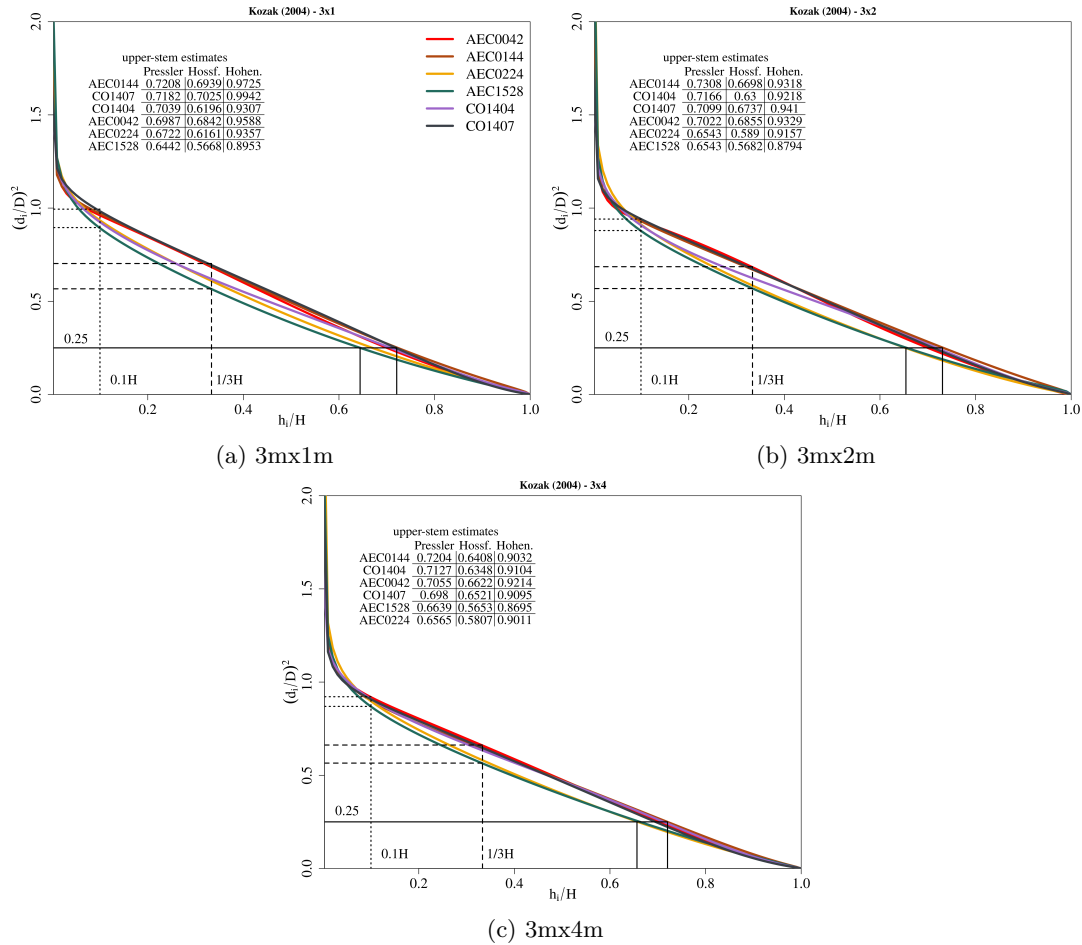 Kozak (2004) - 3x1
2.0
1.5
1.0
0.5
0.0
(di/D)²
upper-stem estimates
Pressler Hossf. Hohen.
AEC0144 0.7208 0.6939 0.9725
CO1407 0.7182 0.7025 0.9942
CO1404 0.7039 0.6196 0.9307
AEC0042 0.6987 0.6842 0.9588
AEC0224 0.6722 0.6161 0.9357
AEC1528 0.6442 0.5668 0.8953
AEC0042
AEC0144
AEC0224
AEC1528
CO1404
CO1407
0.25
0.1H
1/3H
0.2 0.4 0.6 0.8 1.0
hi/H
(a) 3mx1m
Kozak (2004) - 3x2
2.0
1.5
1.0
0.5
0.0
(di/D)²
upper-stem estimates
Pressler Hossf. Hohen.
AEC0144 0.7308 0.6698 0.9318
CO1404 0.7166 0.63 0.9218
CO1407 0.7099 0.6737 0.941
AEC0042 0.7022 0.6855 0.9329
AEC0224 0.6543 0.589 0.9157
AEC1528 0.6543 0.5682 0.8794
0.25
0.1H
1/3H
0.2 0.4 0.6 0.8 1.0
hi/H
(b) 3mx2m
Kozak (2004) - 3x4
2.0
1.5
1.0
0.5
0.0
(di/D)²
upper-stem estimates
Pressler Hossf. Hohen.
AEC0144 0.7204 0.6408 0.9032
CO1404 0.7127 0.6348 0.9104
AEC0042 0.7055 0.6622 0.9214
CO1407 0.698 0.6521 0.9095
AEC1528 0.6639 0.5653 0.8695
AEC0224 0.6565 0.5807 0.9011
0.25
0.1H
1/3H
0.2 0.4 0.6 0.8 1.0
hi/H
(c) 3mx4m